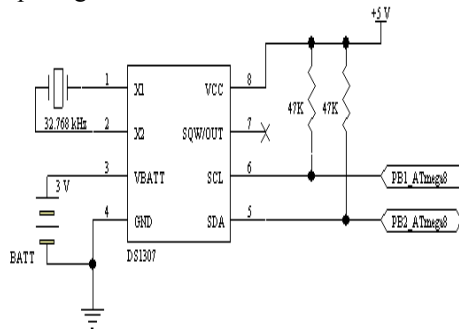 +5 V
1 X1 VCC 8
47K 47K
32.768 kHz
2 X2 SQW/OUT 7
3 VBATT SCL 6 PB1_ATmega8
3 V
4 GND SDA 5 PB2_ATmega8
BATT
DS1307